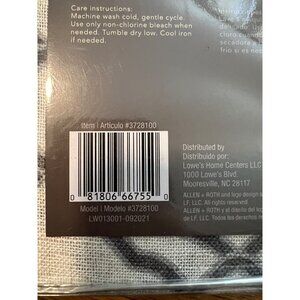 Care instructions:
Machine wash cold, gentle cycle.
Use only non-chlorine bleach when
needed. Tumble dry low. Cool iron
if needed.
cloro cuando
secadora a
frío si es nec
Item | Artículo #3728100
0 81806 66755 0
Model | Modelo #3728100
LW013001-092021
Distributed by
Distribuido por:
Lowe's Home Centers LLC
1000 Lowe's Blvd
Mooresville, NC 28117
ALLEN + ROTH and logo design
LF, LLC. All rights
ALLEN + ROTH y el diseño del
de LF, LLC. Todos los derechos